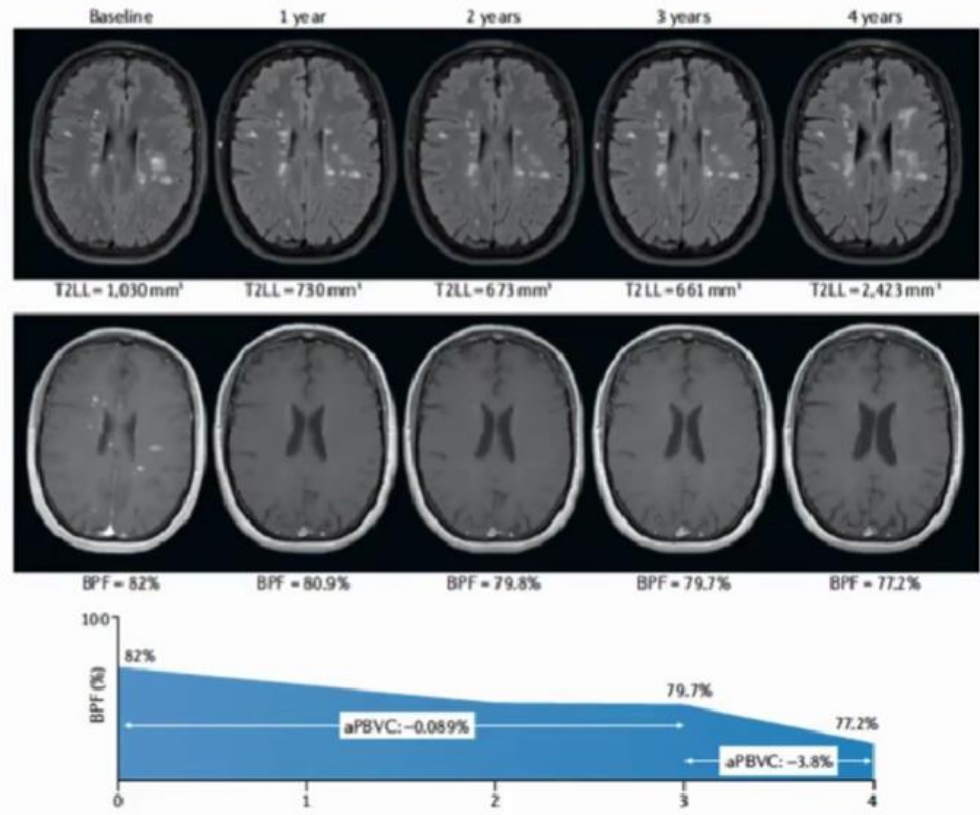 Baseline 1 year 2 years 3 years 4 years
T2LL = 1,030 mm³ T2LL = 730 mm³ T2LL = 673 mm³ T2LL = 661 mm³ T2LL = 2,423 mm³
BPF = 82% BPF = 80.9% BPF = 79.8% BPF = 79.7% BPF = 77.2%
100
82%
BPF (%)
79.7%
77.2%
aPBVC: −0.089%
aPBVC: −3.8%
0 1 2 3 4